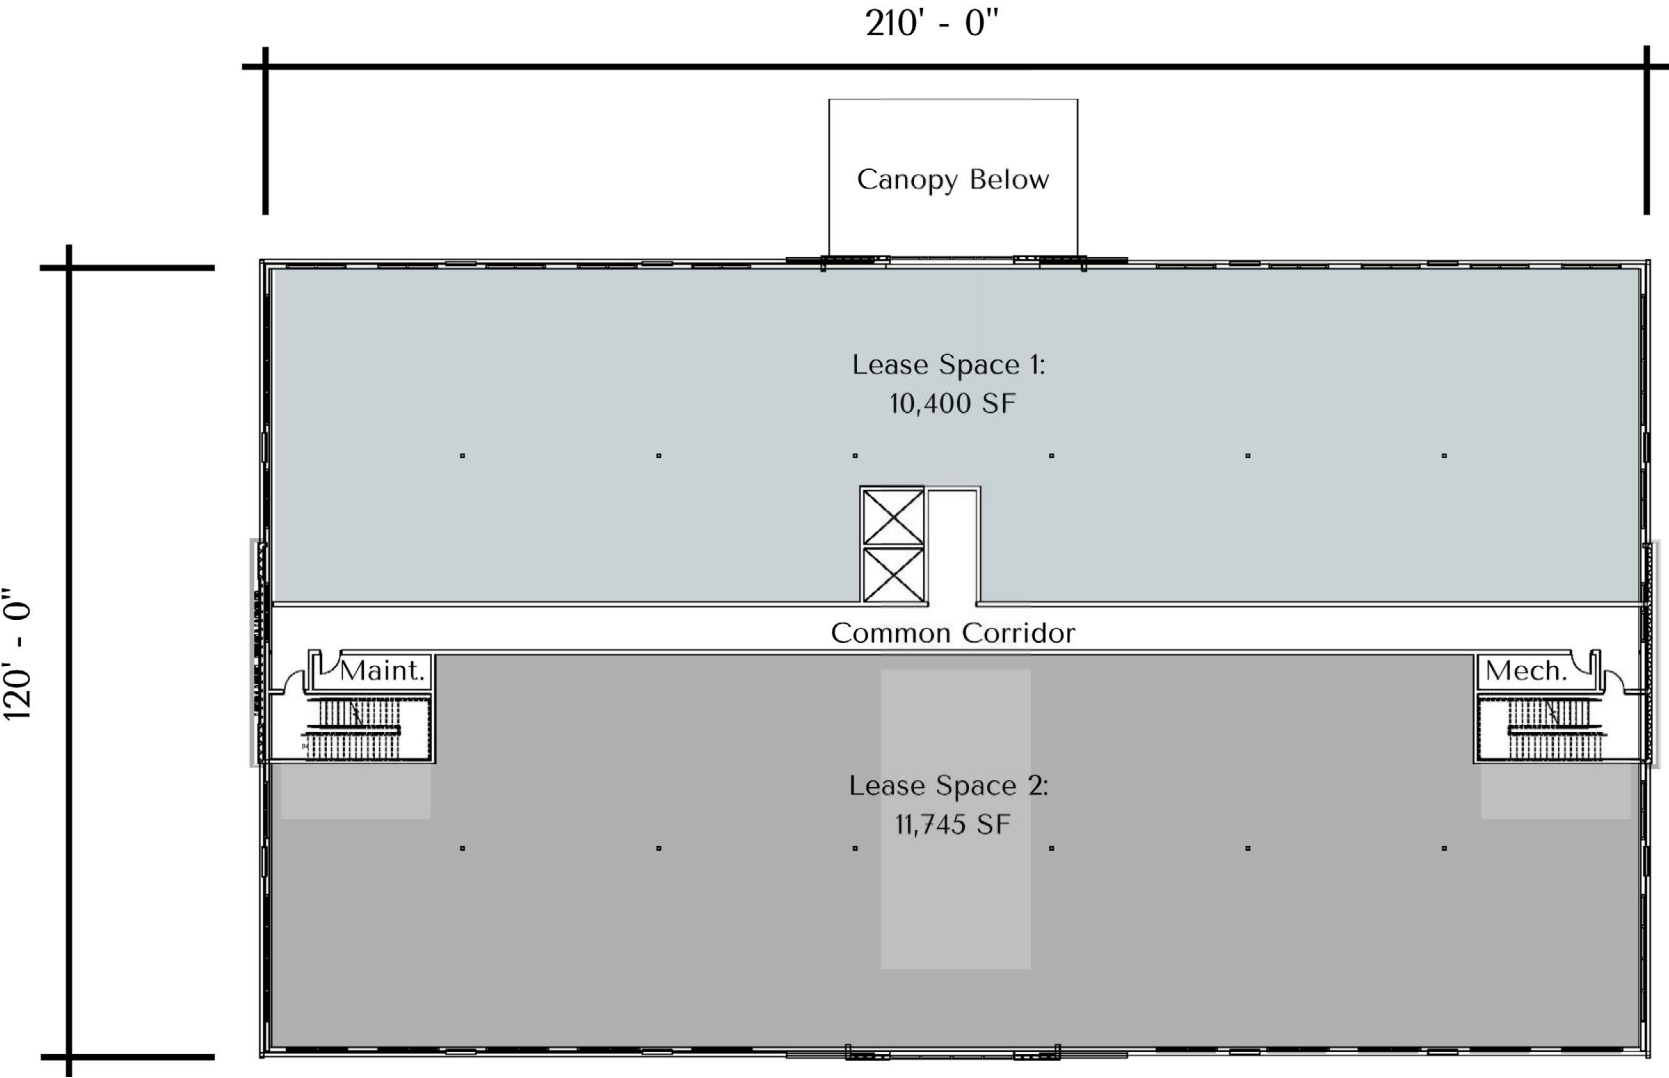 210' - 0"
Canopy Below
Lease Space 1:
10,400 SF
120' - 0"
Common Corridor
Maint.
Mech.
Lease Space 2:
11,745 SF